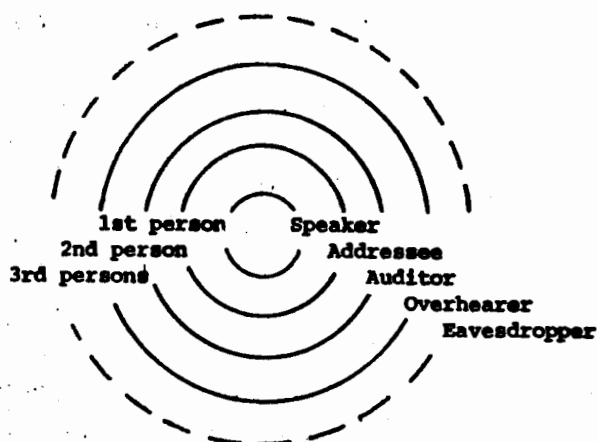 1st person Speaker
2nd person Addressee
3rd persons Auditor
Overhearer
Eavesdropper